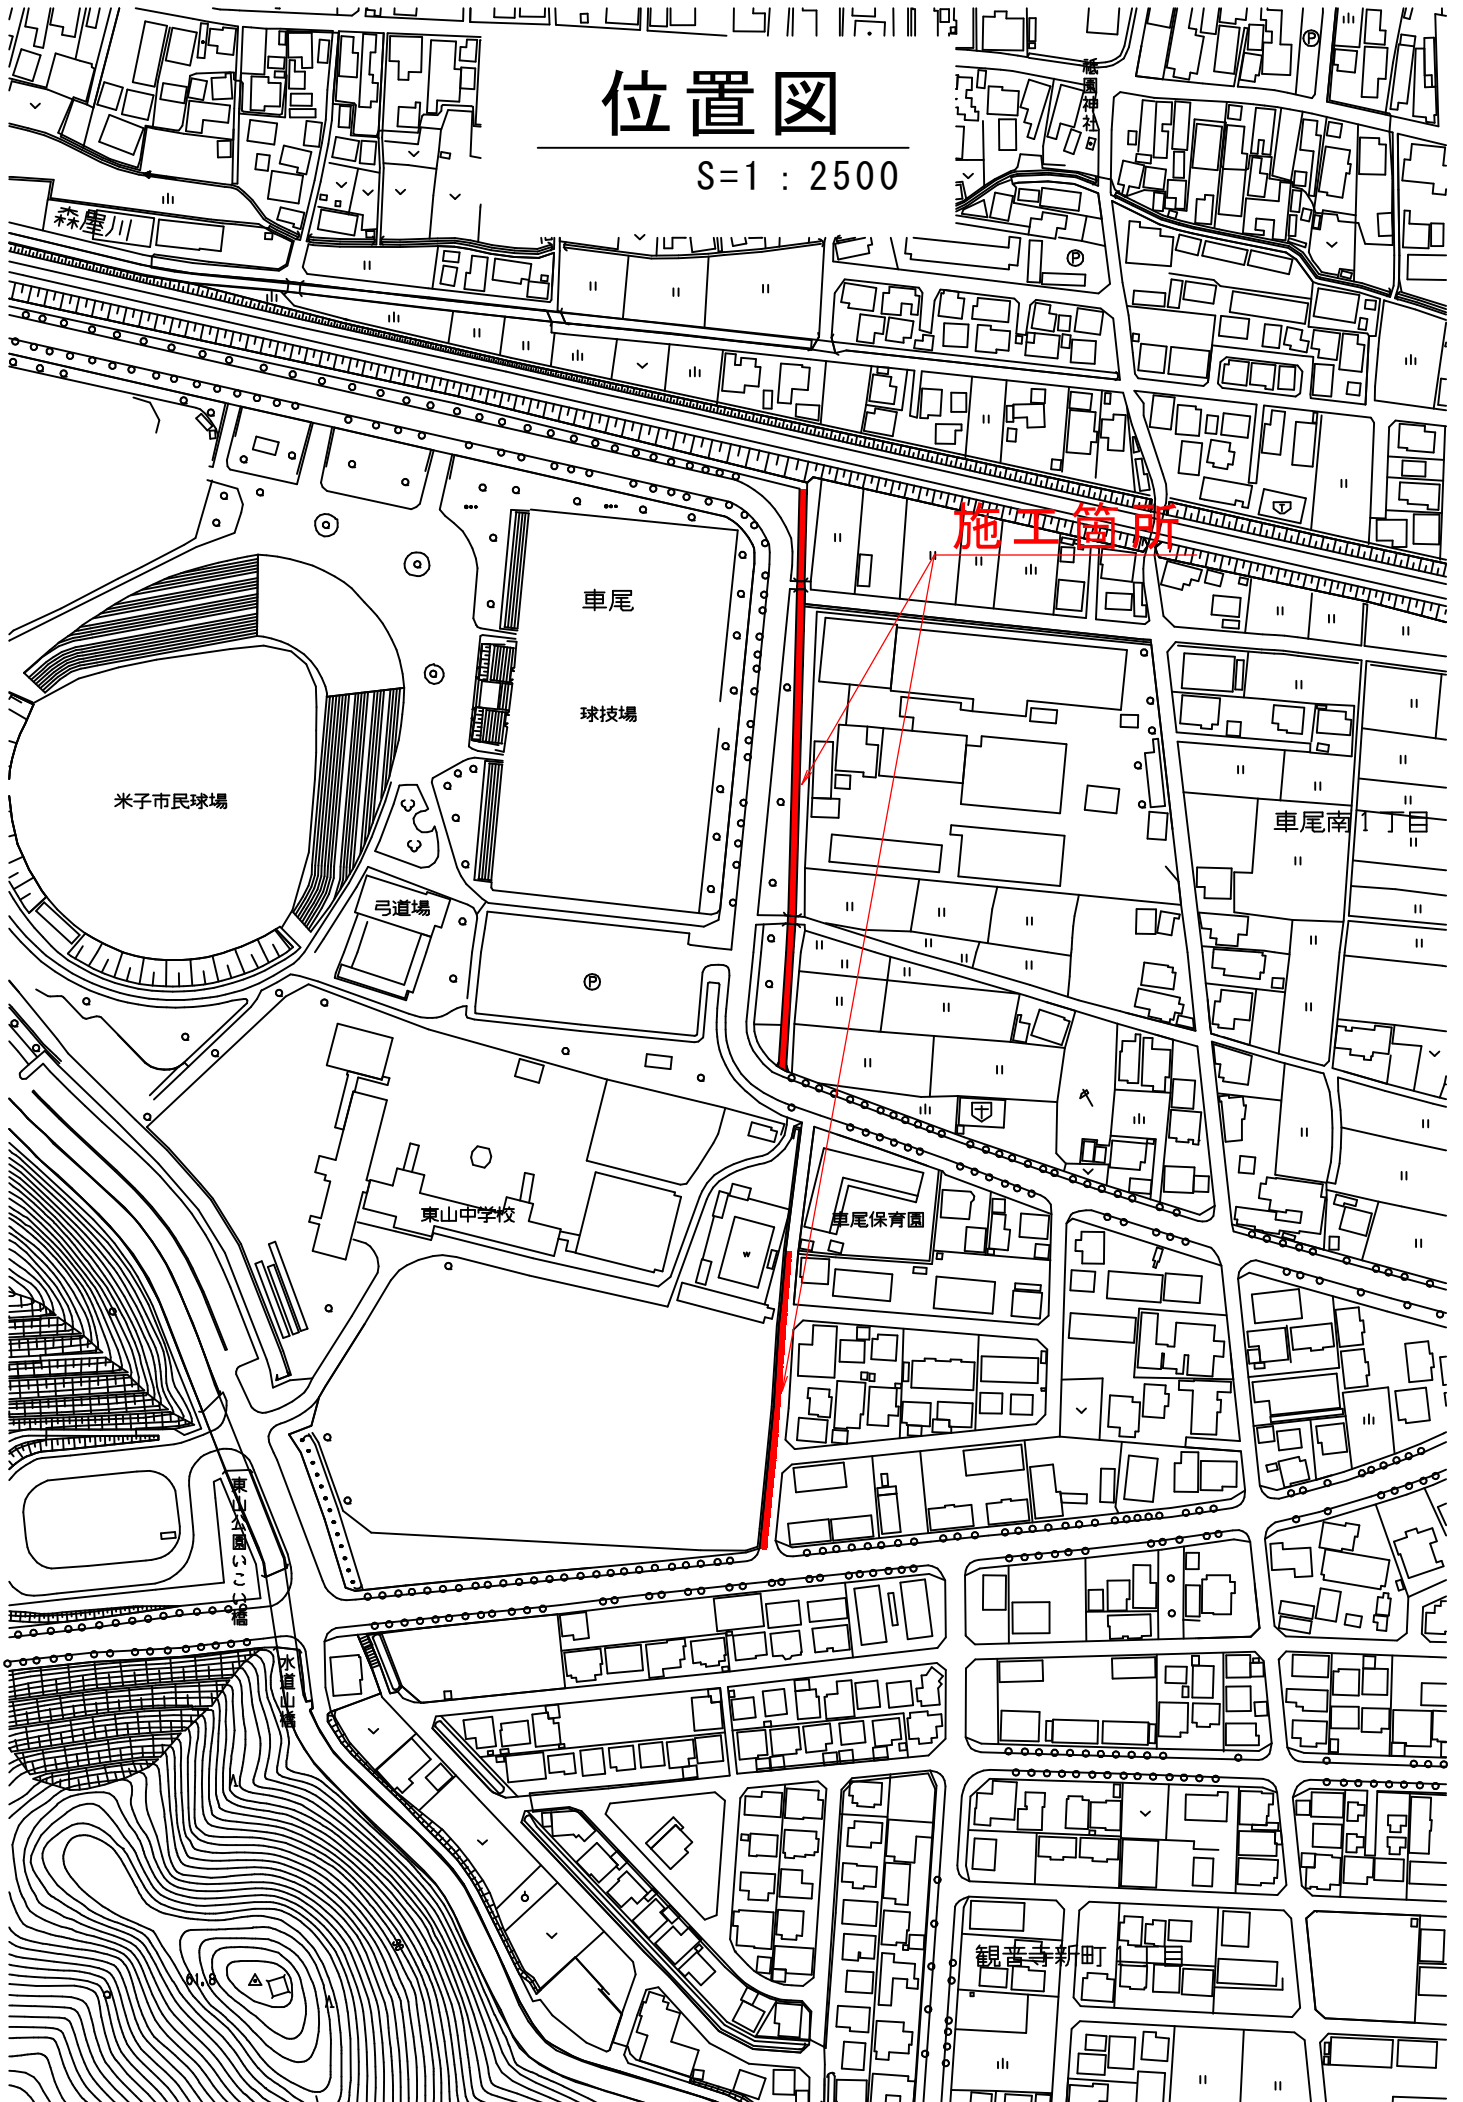 位置図
S=1：2500
祗園神社
森屋川
施工箇所
車尾
球技場
米子市民球場
車尾南1丁目
弓道場
P
P
P
東山中学校
車尾保育園
W
東山公園いこい橋
水道山橋
61.8
観音寺新町1丁目